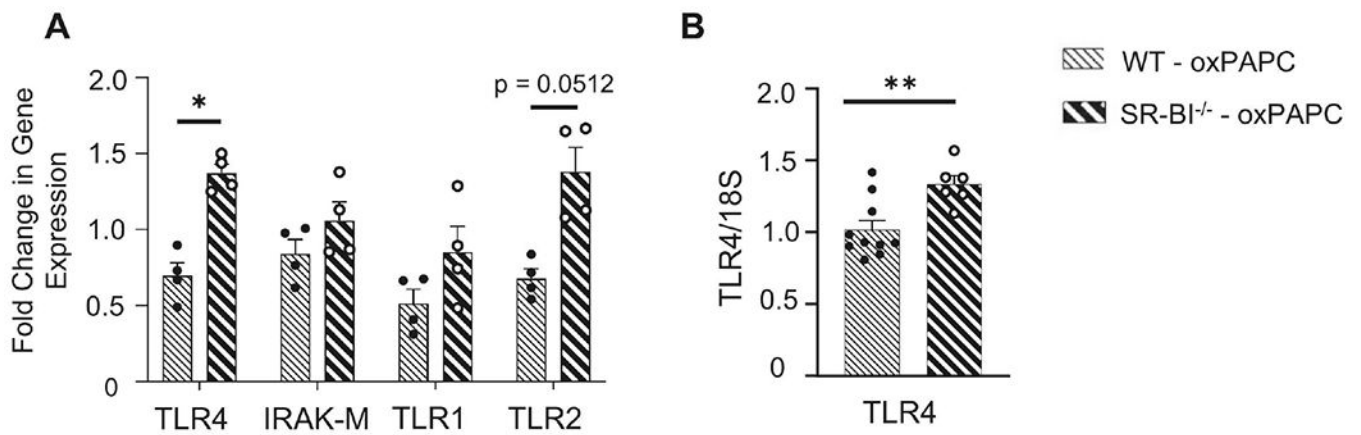 A
B
WT - oxPAPC
SR-BI-/- - oxPAPC
Fold Change in Gene
Expression
2.0
1.5
1.0
0.5
0
*
p = 0.0512
TLR4
IRAK-M
TLR1
TLR2
TLR4/18S
2.0
1.5
1.0
0.5
0
**
TLR4